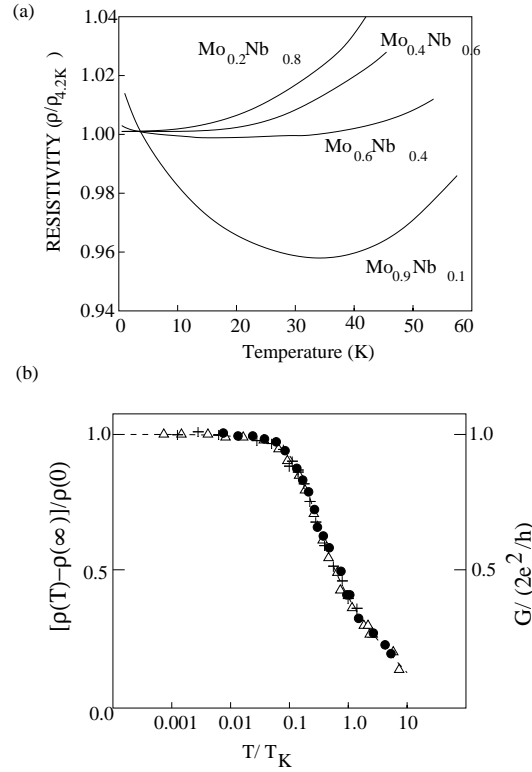 (a)
1.04
1.02
1.00
0.98
0.96
0.94
RESISTIVITY (ρ/ρ4.2K)
Mo0.2Nb0.8
Mo0.4Nb0.6
Mo0.6Nb0.4
Mo0.9Nb0.1
0 10 20 30 40 50 60
Temperature (K)
(b)
1.0
0.5
0.0
[ρ(T)−ρ(∞)]/ρ(0)
1.0
0.5
G/(2e²/h)
0.001 0.01 0.1 1.0 10
T/TK